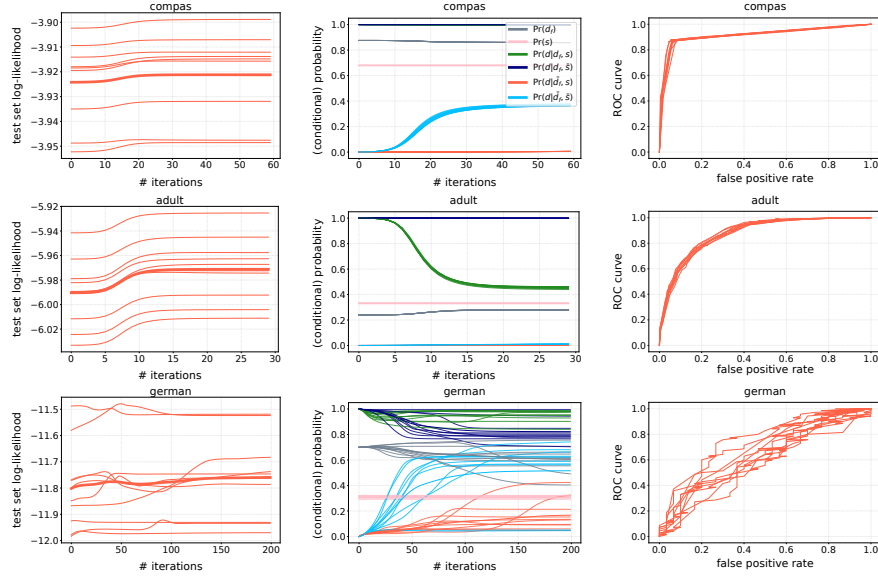 compas
test set log-likelihood
−3.90
−3.91
−3.92
−3.93
−3.94
−3.95
0 10 20 30 40 50 60
# iterations
compas
(conditional) probability
1.0
0.8
0.6
0.4
0.2
0.0
0 10 20 30 40 50 60
# iterations
Pr(d_f)
Pr(s)
Pr(d|d_f, s)
Pr(d|d_f, s̄)
Pr(d|d̄_f, s)
Pr(d|d̄_f, s̄)
compas
ROC curve
1.0
0.8
0.6
0.4
0.2
0.0
0.0 0.2 0.4 0.6 0.8 1.0
false positive rate
adult
test set log-likelihood
−5.92
−5.94
−5.96
−5.98
−6.00
−6.02
0 5 10 15 20 25 30
# iterations
adult
(conditional) probability
1.0
0.8
0.6
0.4
0.2
0.0
0 5 10 15 20 25 30
# iterations
adult
ROC curve
1.0
0.8
0.6
0.4
0.2
0.0
0.0 0.2 0.4 0.6 0.8 1.0
false positive rate
german
test set log-likelihood
−11.5
−11.6
−11.7
−11.8
−11.9
−12.0
0 50 100 150 200
# iterations
german
(conditional) probability
1.0
0.8
0.6
0.4
0.2
0.0
0 50 100 150 200
# iterations
german
ROC curve
1.0
0.8
0.6
0.4
0.2
0.0
0.0 0.2 0.4 0.6 0.8 1.0
false positive rate